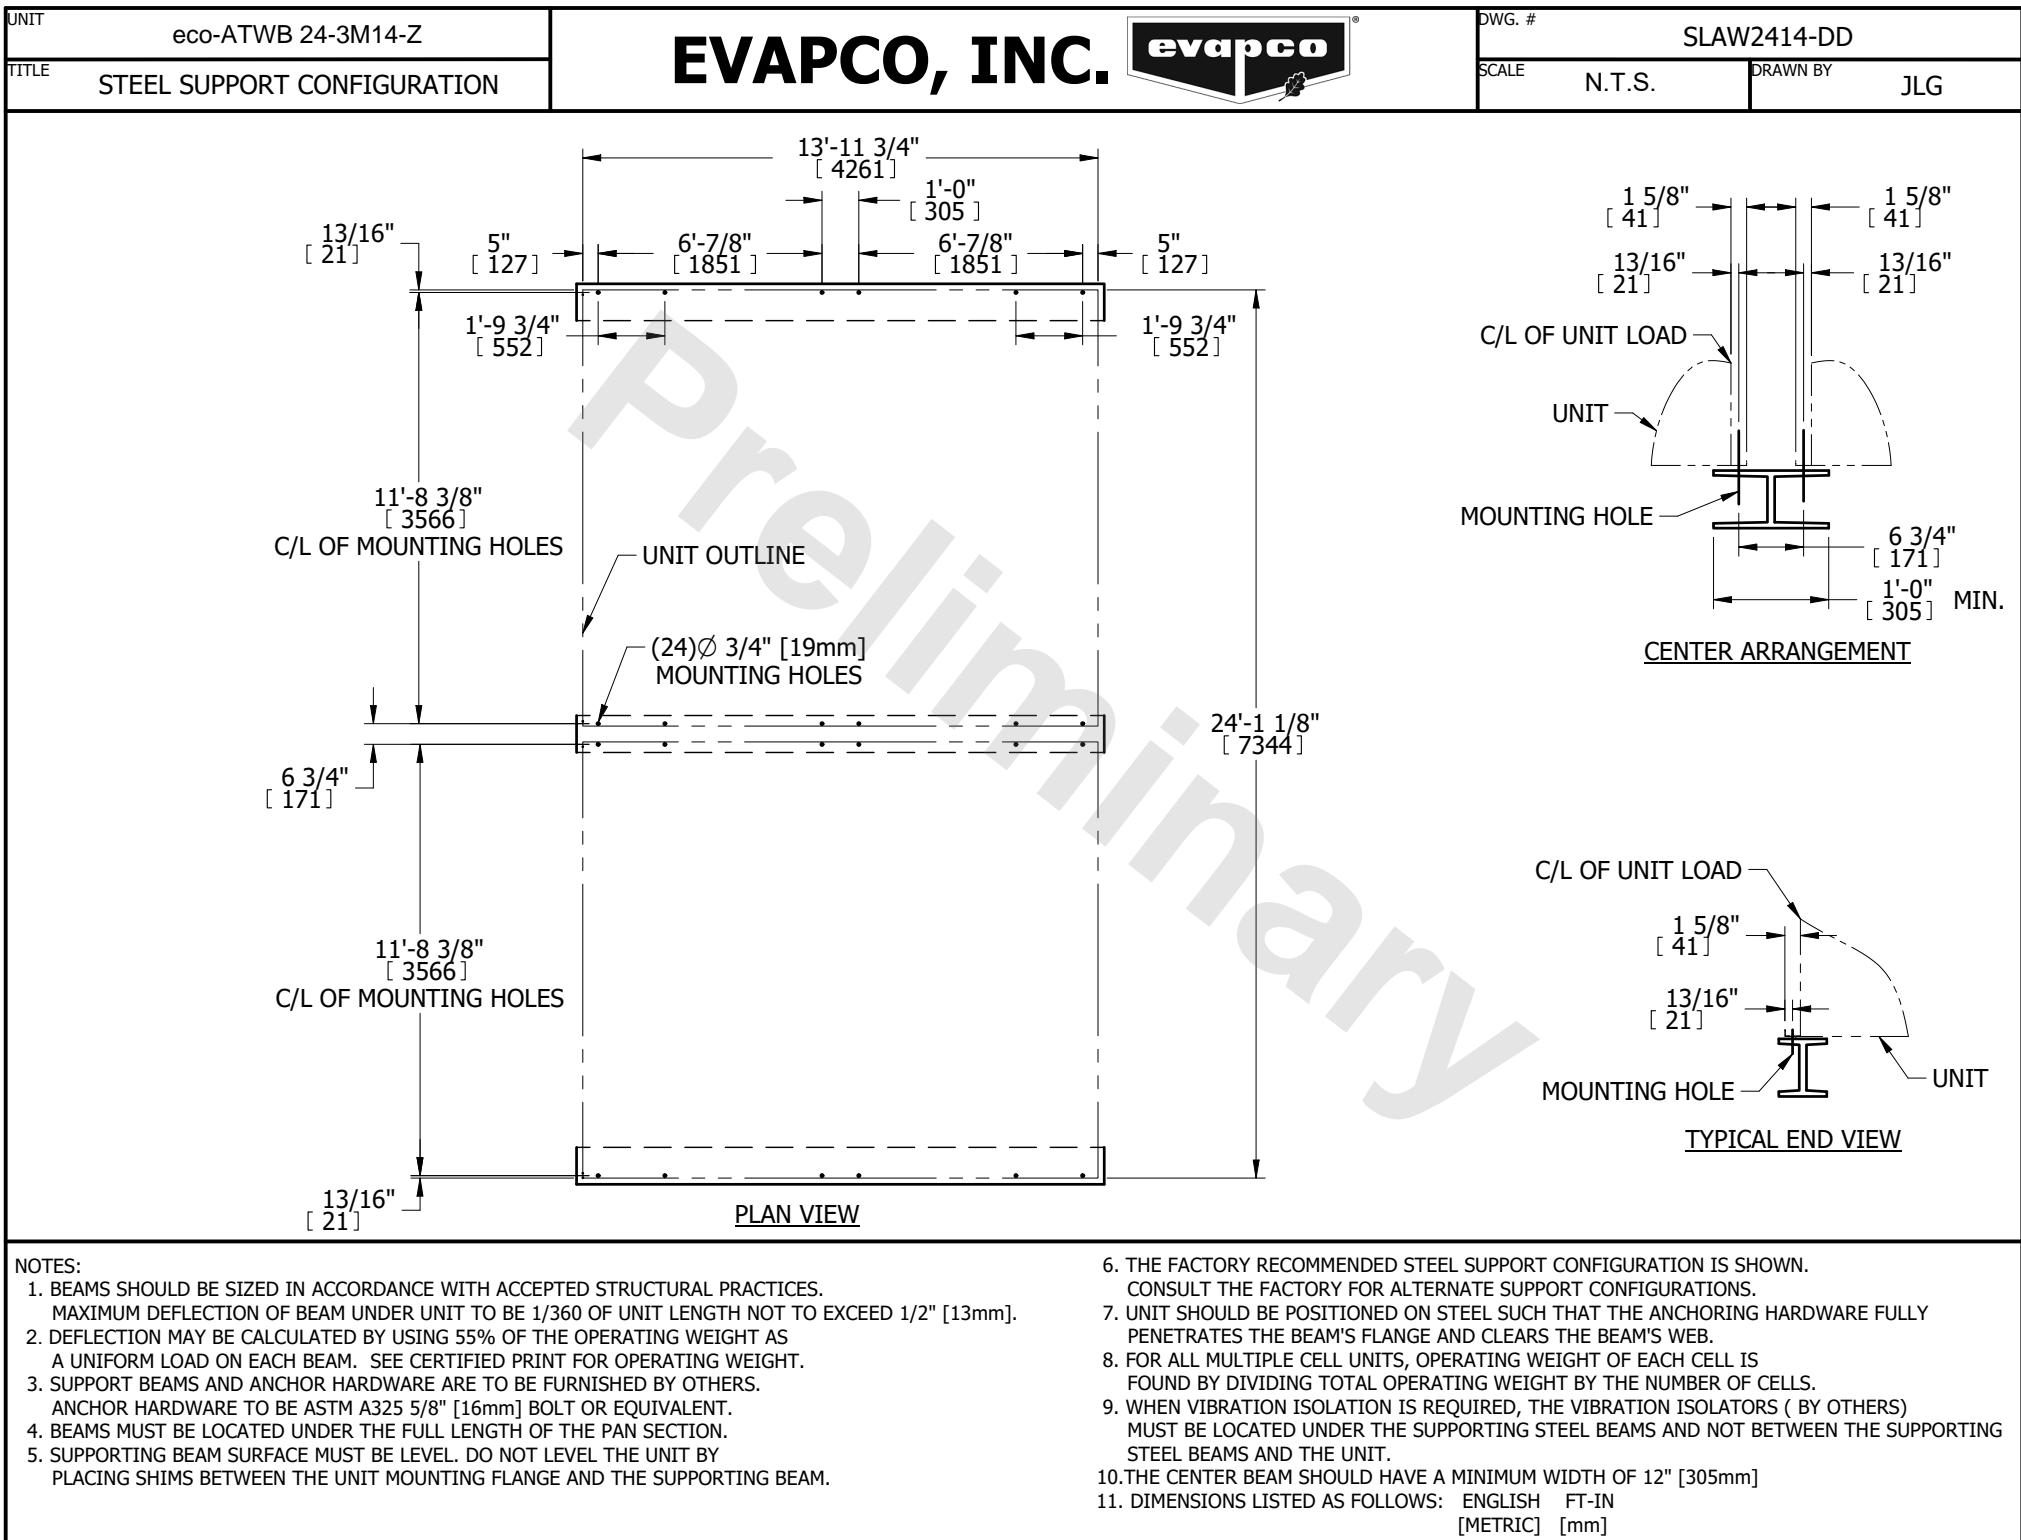 UNIT
eco-ATWB 24-3M14-Z
TITLE
STEEL SUPPORT CONFIGURATION
EVAPCO, INC.
evapco
®
DWG. #
SLAW2414-DD
SCALE
N.T.S.
DRAWN BY
JLG
13'-11 3/4"
[ 4261 ]
1'-0"
[ 305 ]
13/16"
[ 21 ]
5"
[ 127 ]
6'-7/8"
[ 1851 ]
6'-7/8"
[ 1851 ]
5"
[ 127 ]
1'-9 3/4"
[ 552 ]
1'-9 3/4"
[ 552 ]
11'-8 3/8"
[ 3566 ]
C/L OF MOUNTING HOLES
UNIT OUTLINE
(24)∅ 3/4" [19mm]
MOUNTING HOLES
24'-1 1/8"
[ 7344 ]
6 3/4"
[ 171 ]
11'-8 3/8"
[ 3566 ]
C/L OF MOUNTING HOLES
13/16"
[ 21 ]
PLAN VIEW
Preliminary
1 5/8"
[ 41 ]
1 5/8"
[ 41 ]
13/16"
[ 21 ]
13/16"
[ 21 ]
C/L OF UNIT LOAD
UNIT
MOUNTING HOLE
6 3/4"
[ 171 ]
1'-0"
[ 305 ] MIN.
CENTER ARRANGEMENT
C/L OF UNIT LOAD
1 5/8"
[ 41 ]
13/16"
[ 21 ]
MOUNTING HOLE
UNIT
TYPICAL END VIEW
NOTES:
1. BEAMS SHOULD BE SIZED IN ACCORDANCE WITH ACCEPTED STRUCTURAL PRACTICES.
MAXIMUM DEFLECTION OF BEAM UNDER UNIT TO BE 1/360 OF UNIT LENGTH NOT TO EXCEED 1/2" [13mm].
2. DEFLECTION MAY BE CALCULATED BY USING 55% OF THE OPERATING WEIGHT AS
A UNIFORM LOAD ON EACH BEAM. SEE CERTIFIED PRINT FOR OPERATING WEIGHT.
3. SUPPORT BEAMS AND ANCHOR HARDWARE ARE TO BE FURNISHED BY OTHERS.
ANCHOR HARDWARE TO BE ASTM A325 5/8" [16mm] BOLT OR EQUIVALENT.
4. BEAMS MUST BE LOCATED UNDER THE FULL LENGTH OF THE PAN SECTION.
5. SUPPORTING BEAM SURFACE MUST BE LEVEL. DO NOT LEVEL THE UNIT BY
PLACING SHIMS BETWEEN THE UNIT MOUNTING FLANGE AND THE SUPPORTING BEAM.
6. THE FACTORY RECOMMENDED STEEL SUPPORT CONFIGURATION IS SHOWN.
CONSULT THE FACTORY FOR ALTERNATE SUPPORT CONFIGURATIONS.
7. UNIT SHOULD BE POSITIONED ON STEEL SUCH THAT THE ANCHORING HARDWARE FULLY
PENETRATES THE BEAM'S FLANGE AND CLEARS THE BEAM'S WEB.
8. FOR ALL MULTIPLE CELL UNITS, OPERATING WEIGHT OF EACH CELL IS
FOUND BY DIVIDING TOTAL OPERATING WEIGHT BY THE NUMBER OF CELLS.
9. WHEN VIBRATION ISOLATION IS REQUIRED, THE VIBRATION ISOLATORS ( BY OTHERS)
MUST BE LOCATED UNDER THE SUPPORTING STEEL BEAMS AND NOT BETWEEN THE SUPPORTING
STEEL BEAMS AND THE UNIT.
10.THE CENTER BEAM SHOULD HAVE A MINIMUM WIDTH OF 12" [305mm]
11. DIMENSIONS LISTED AS FOLLOWS: ENGLISH FT-IN
[METRIC] [mm]